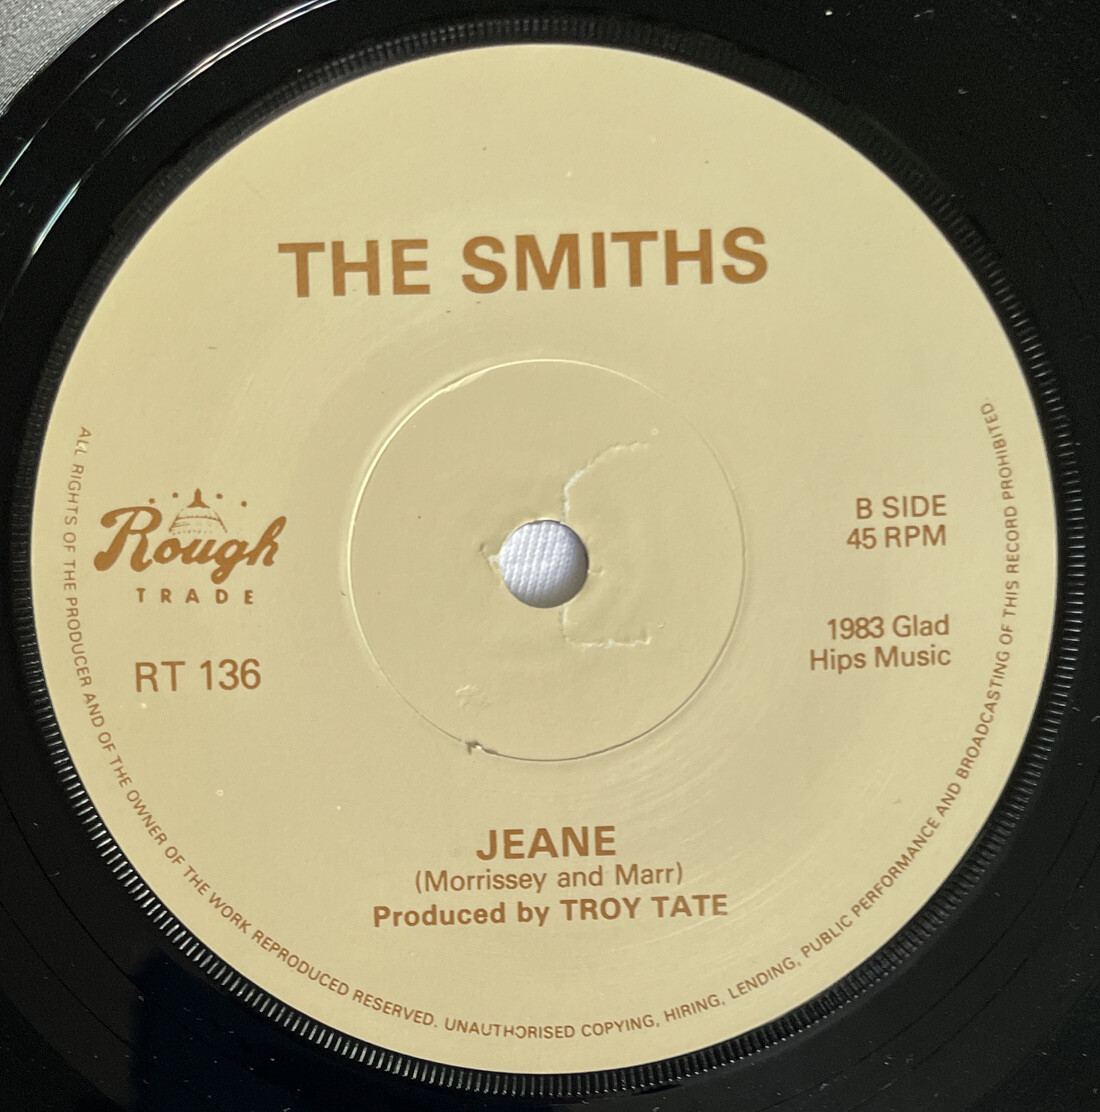 THE SMITHS
Rough
TRADE
RT 136
B SIDE
45 RPM
1983 Glad
Hips Music
JEANE
(Morrissey and Marr)
Produced by TROY TATE
ALL RIGHTS OF THE PRODUCER AND OF THE OWNER OF THE WORK REPRODUCED RESERVED. UNAUTHORISED COPYING, HIRING, LENDING, PUBLIC PERFORMANCE AND BROADCASTING OF THIS RECORD PROHIBITED.